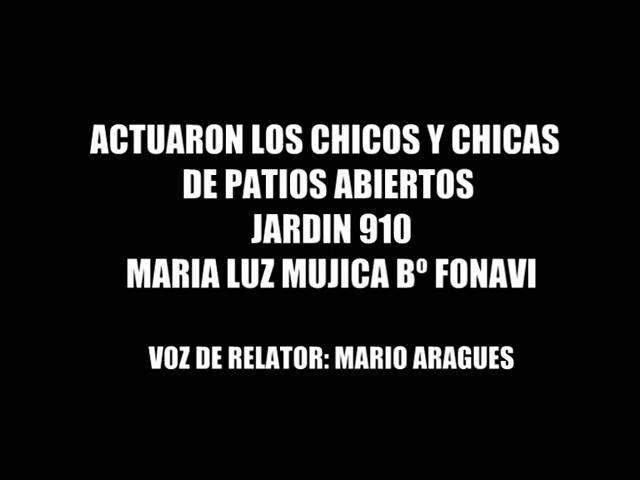 ACTUARON LOS CHICOS Y CHICAS
DE PATIOS ABIERTOS
JARDIN 910
MARIA LUZ MUJICA Bº FONAVI
VOZ DE RELATOR: MARIO ARAGUES